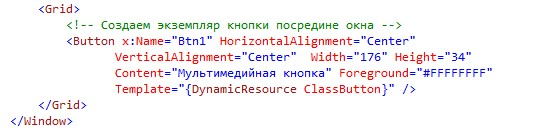 <Grid>
<!-- Создаем экземпляр кнопки посредине окна -->
<Button x:Name="Btn1" HorizontalAlignment="Center"
VerticalAlignment="Center"  Width="176" Height="34"
Content="Мультимедийная кнопка" Foreground="#FFFFFFFF"
Template="{DynamicResource ClassButton}" />
</Grid>
</Window>